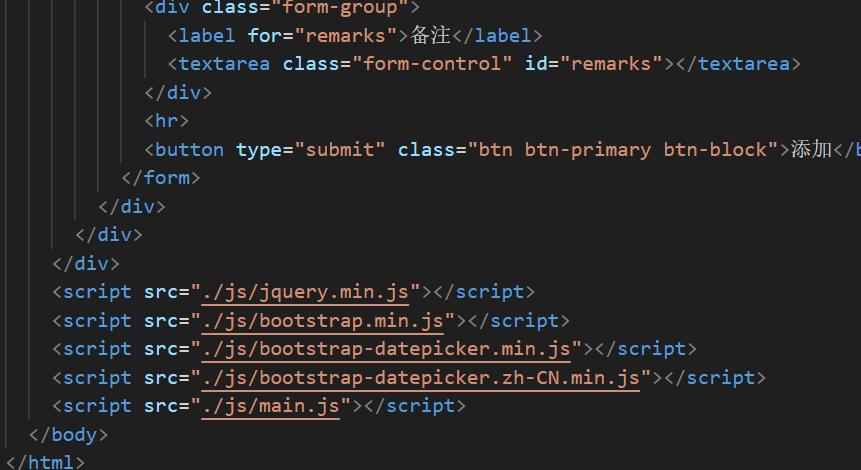 <div class="form-group">
<label for="remarks">备注</label>
<textarea class="form-control" id="remarks"></textarea>
</div>
<hr>
<button type="submit" class="btn btn-primary btn-block">添加</b
</form>
</div>
</div>
</div>
<script src="./js/jquery.min.js"></script>
<script src="./js/bootstrap.min.js"></script>
<script src="./js/bootstrap-datepicker.min.js"></script>
<script src="./js/bootstrap-datepicker.zh-CN.min.js"></script>
<script src="./js/main.js"></script>
</body>
</html>